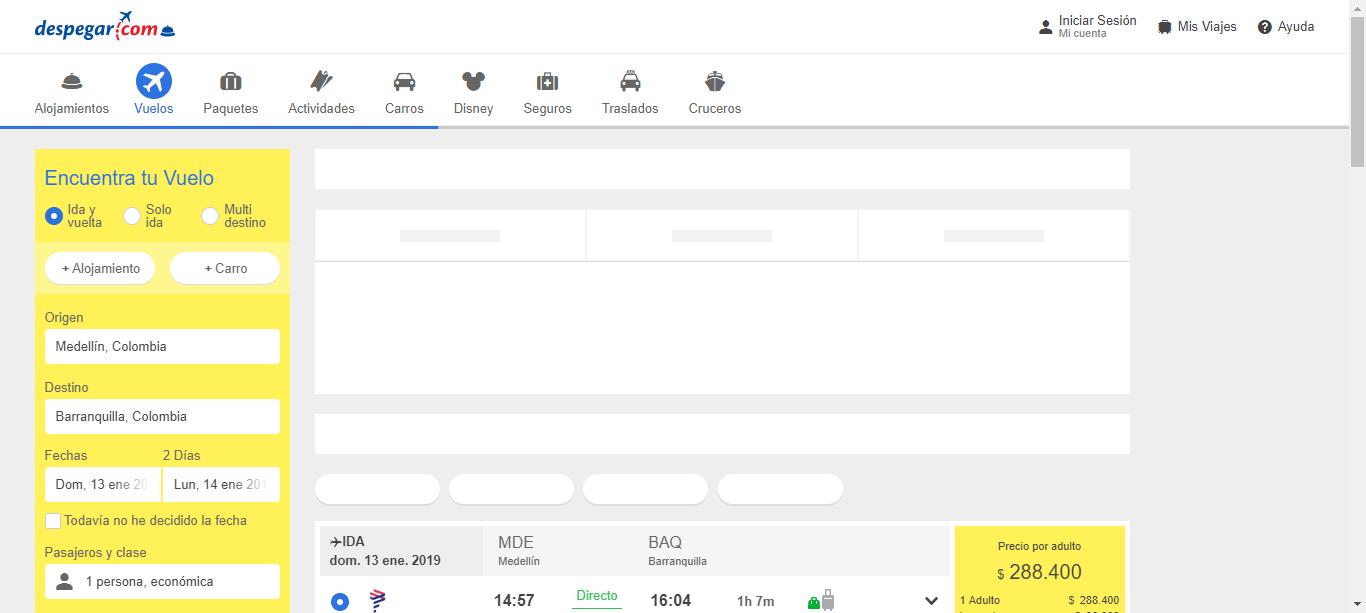 despegar.com
Iniciar Sesión
Mi cuenta
Mis Viajes
Ayuda
Alojamientos
Vuelos
Paquetes
Actividades
Carros
Disney
Seguros
Traslados
Cruceros
Encuentra tu Vuelo
Ida y
vuelta
Solo
ida
Multi
destino
+ Alojamiento
+ Carro
Origen
Medellín, Colombia
Destino
Barranquilla, Colombia
Fechas
2 Días
Dom, 13 ene 20
Lun, 14 ene 201
Todavía no he decidido la fecha
Pasajeros y clase
1 persona, económica
IDA
dom. 13 ene. 2019
MDE
Medellín
BAQ
Barranquilla
14:57
Directo
16:04
1h 7m
Precio por adulto
$ 288.400
1 Adulto
$ 288.400